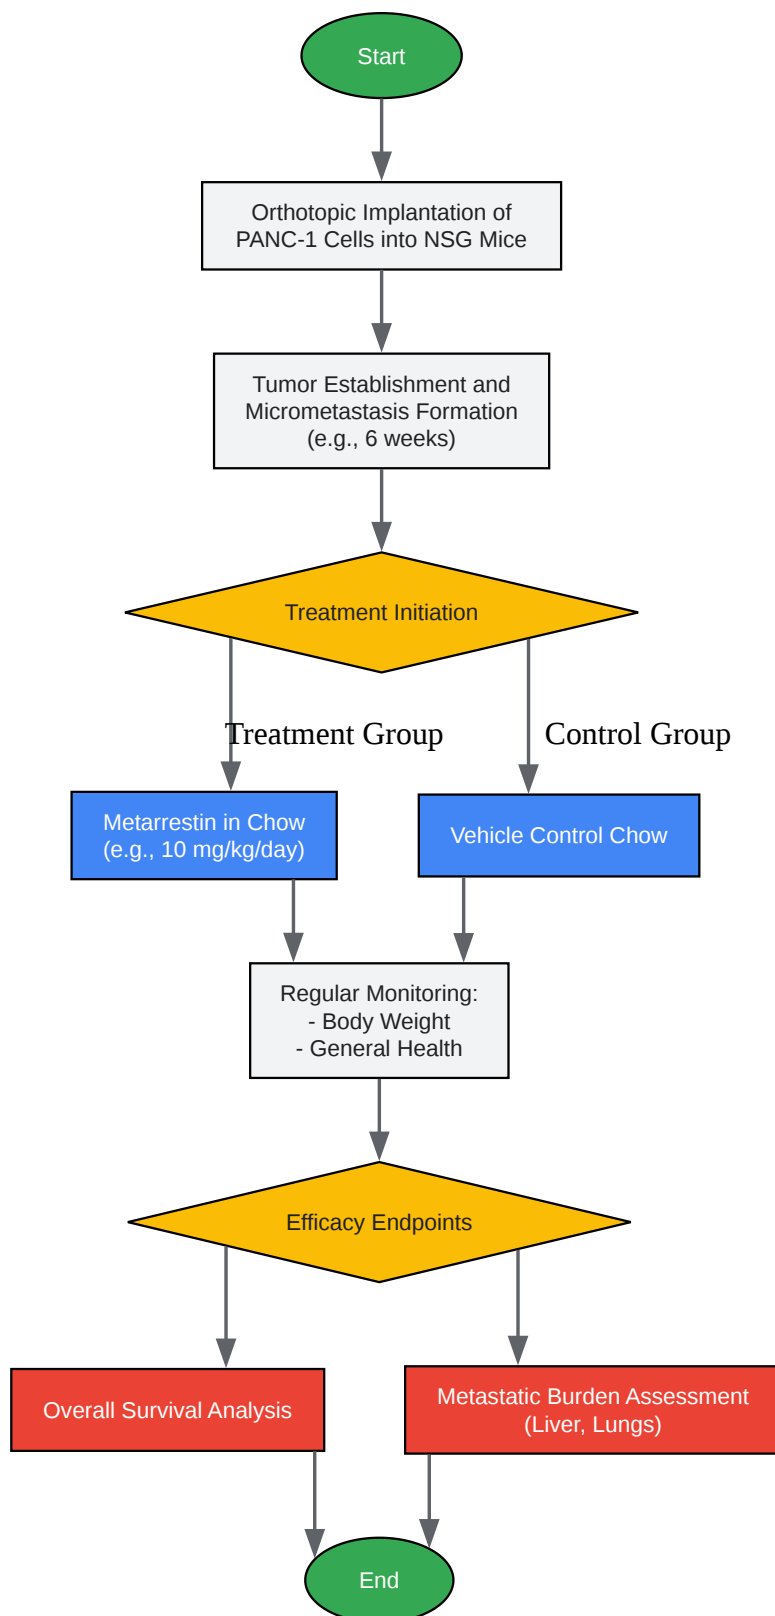 Start
Orthotopic Implantation of
PANC-1 Cells into NSG Mice
Tumor Establishment and
Micrometastasis Formation
(e.g., 6 weeks)
Treatment Initiation
Treatment Group
Control Group
Metarrestin in Chow
(e.g., 10 mg/kg/day)
Vehicle Control Chow
Regular Monitoring:
- Body Weight
- General Health
Efficacy Endpoints
Overall Survival Analysis
Metastatic Burden Assessment
(Liver, Lungs)
End